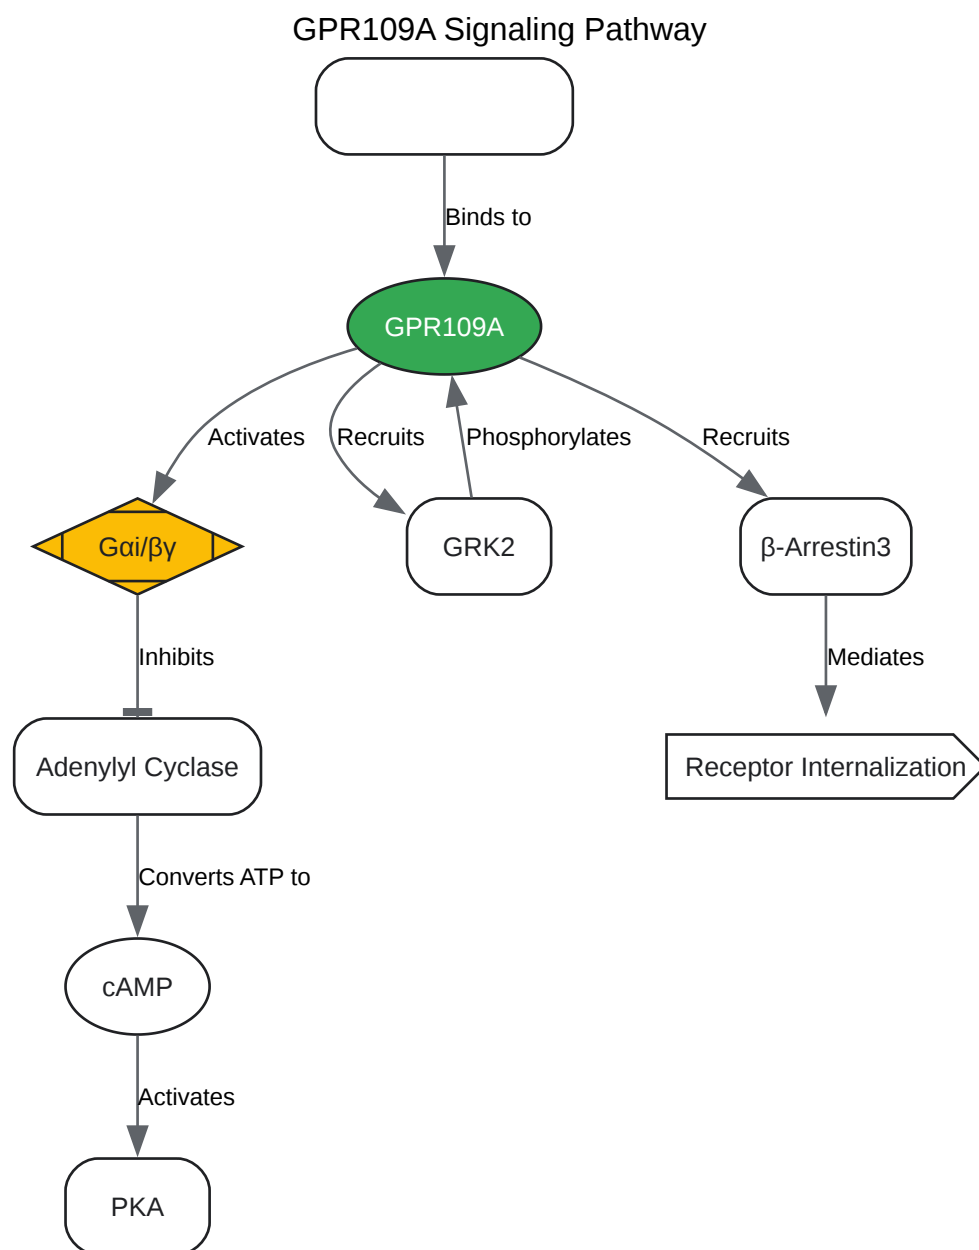 GPR109A Signaling Pathway
Binds to
GPR109A
Activates
Recruits
Phosphorylates
Recruits
Gαi/βγ
GRK2
β-Arrestin3
Inhibits
Mediates
Adenylyl Cyclase
Receptor Internalization
Converts ATP to
cAMP
Activates
PKA